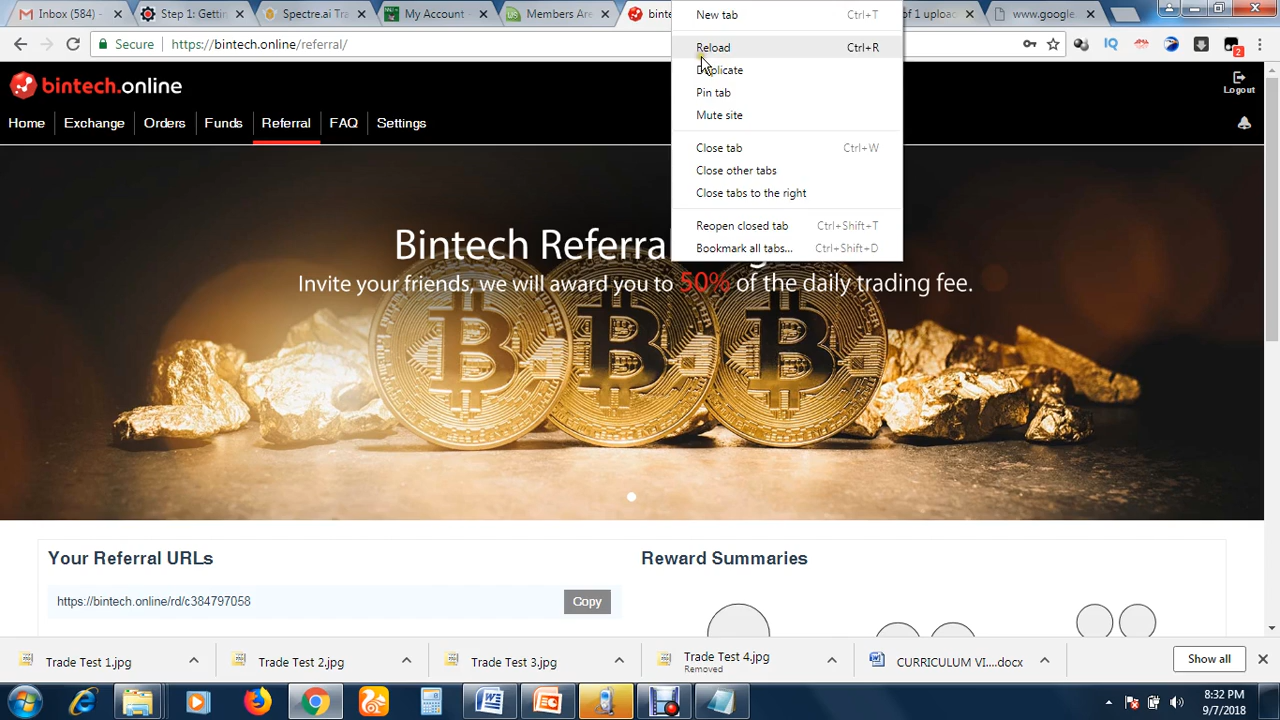 Inbox (584) -
Step 1: Getti
Spectre.ai Tra
My Account
Members Are
binte
of 1 uploa
www.google
Secure
https://bintech.online/referral/
IQ
2
New tab Ctrl+T
Reload Ctrl+R
Duplicate
Pin tab
Mute site
Close tab Ctrl+W
Close other tabs
Close tabs to the right
Reopen closed tab Ctrl+Shift+T
Bookmark all tabs... Ctrl+Shift+D
bintech.online
Logout
Home Exchange Orders Funds Referral FAQ Settings
Bintech Referra
Invite your friends, we will award you to 50% of the daily trading fee.
Your Referral URLs
https://bintech.online/rd/c384797058
Copy
Reward Summaries
Trade Test 1.jpg
Trade Test 2.jpg
Trade Test 3.jpg
Trade Test 4.jpg
Removed
CURRICULUM VI....docx
Show all
8:32 PM
9/7/2018